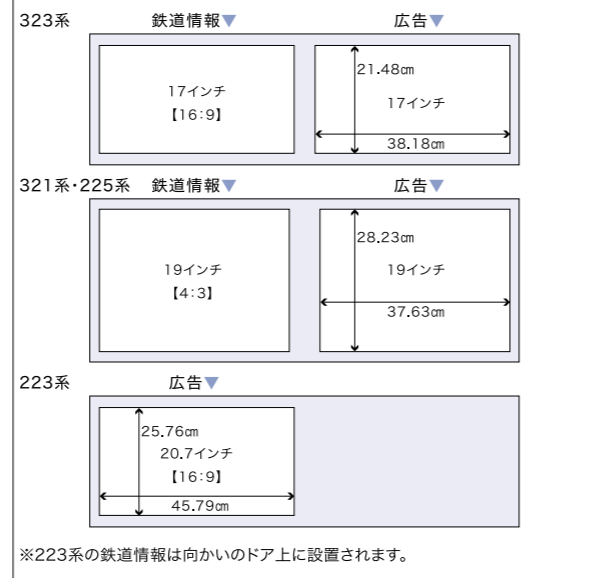 323系 鉄道情報▼ 広告▼
17インチ
【16:9】
21.48㎝
17インチ
38.18㎝
321系・225系 鉄道情報▼ 広告▼
19インチ
【4:3】
28.23㎝
19インチ
37.63㎝
223系 広告▼
25.76㎝
20.7インチ
【16:9】
45.79㎝
※223系の鉄道情報は向かいのドア上に設置されます。